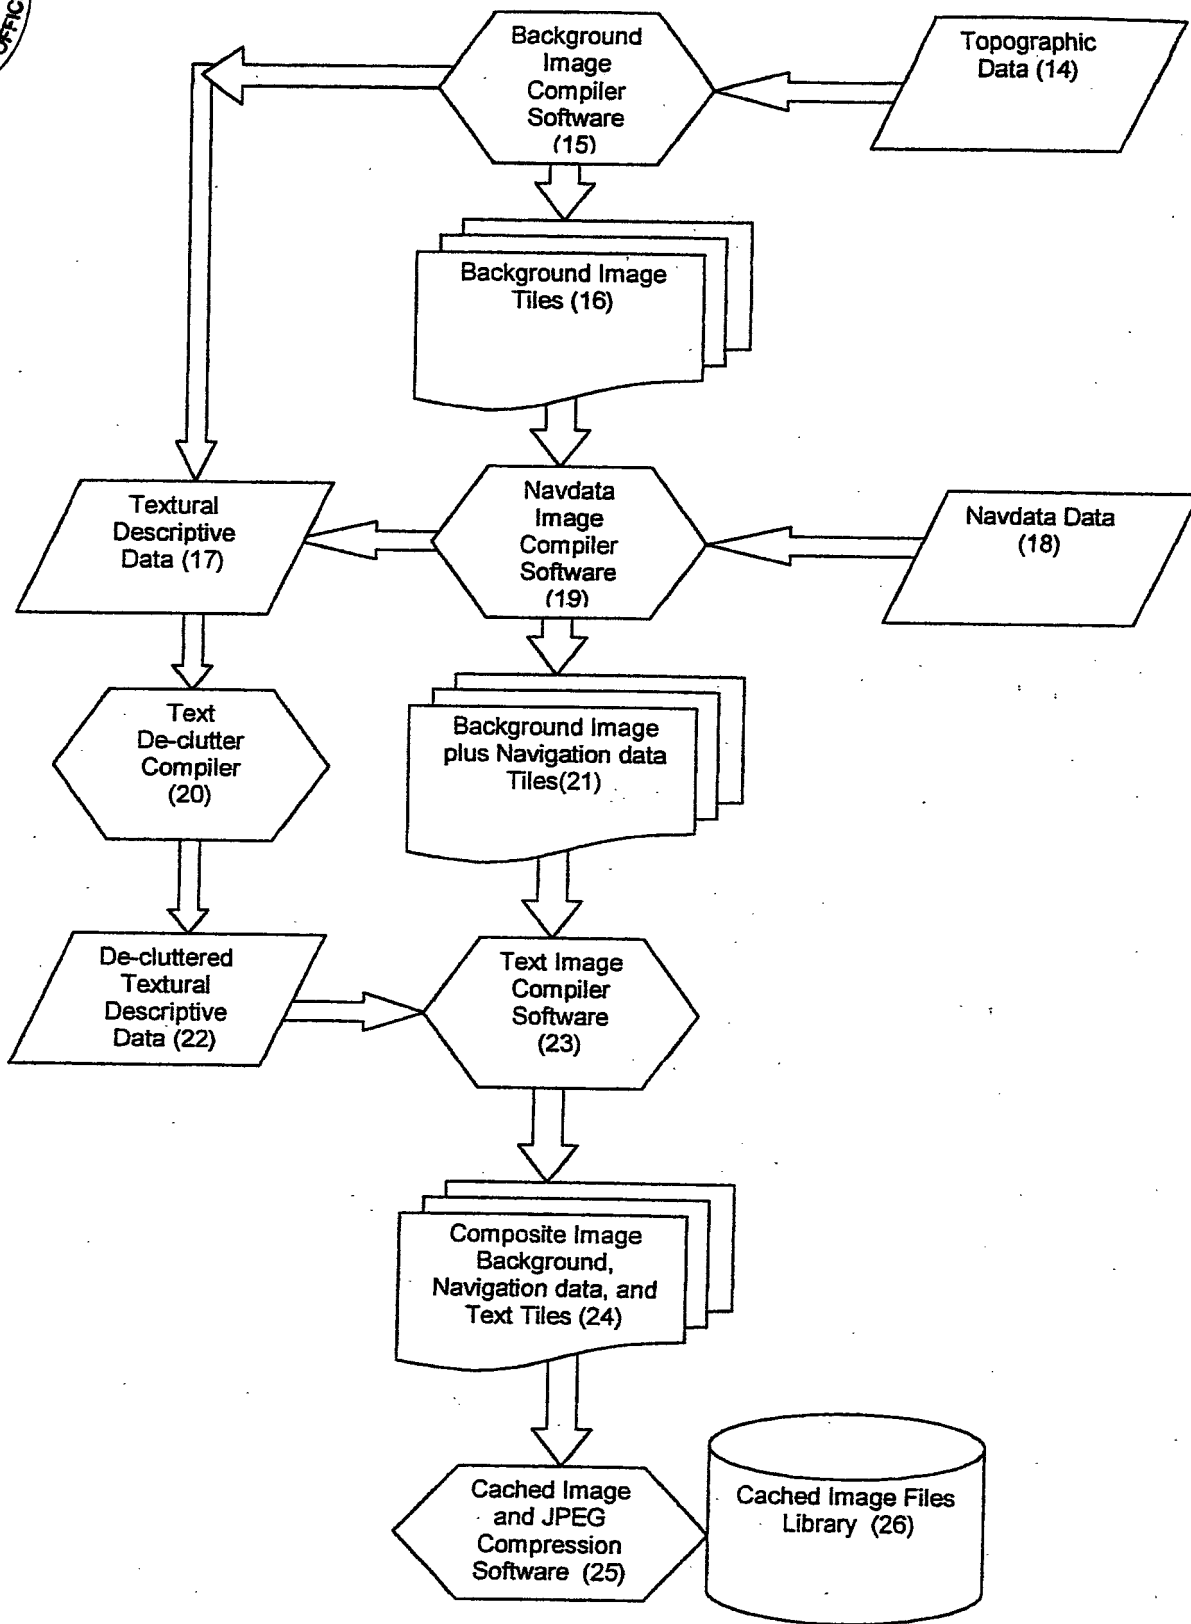 OFFIC
Background
Image
Compiler
Software
(15)
Topographic
Data (14)
Background Image
Tiles (16)
Textural
Descriptive
Data (17)
Navdata
Image
Compiler
Software
(19)
Navdata Data
(18)
Text
De-clutter
Compiler
(20)
Background Image
plus Navigation data
Tiles(21)
De-cluttered
Textural
Descriptive
Data (22)
Text Image
Compiler
Software
(23)
Composite Image
Background,
Navigation data, and
Text Tiles (24)
Cached Image
and JPEG
Compression
Software (25)
Cached Image Files
Library (26)